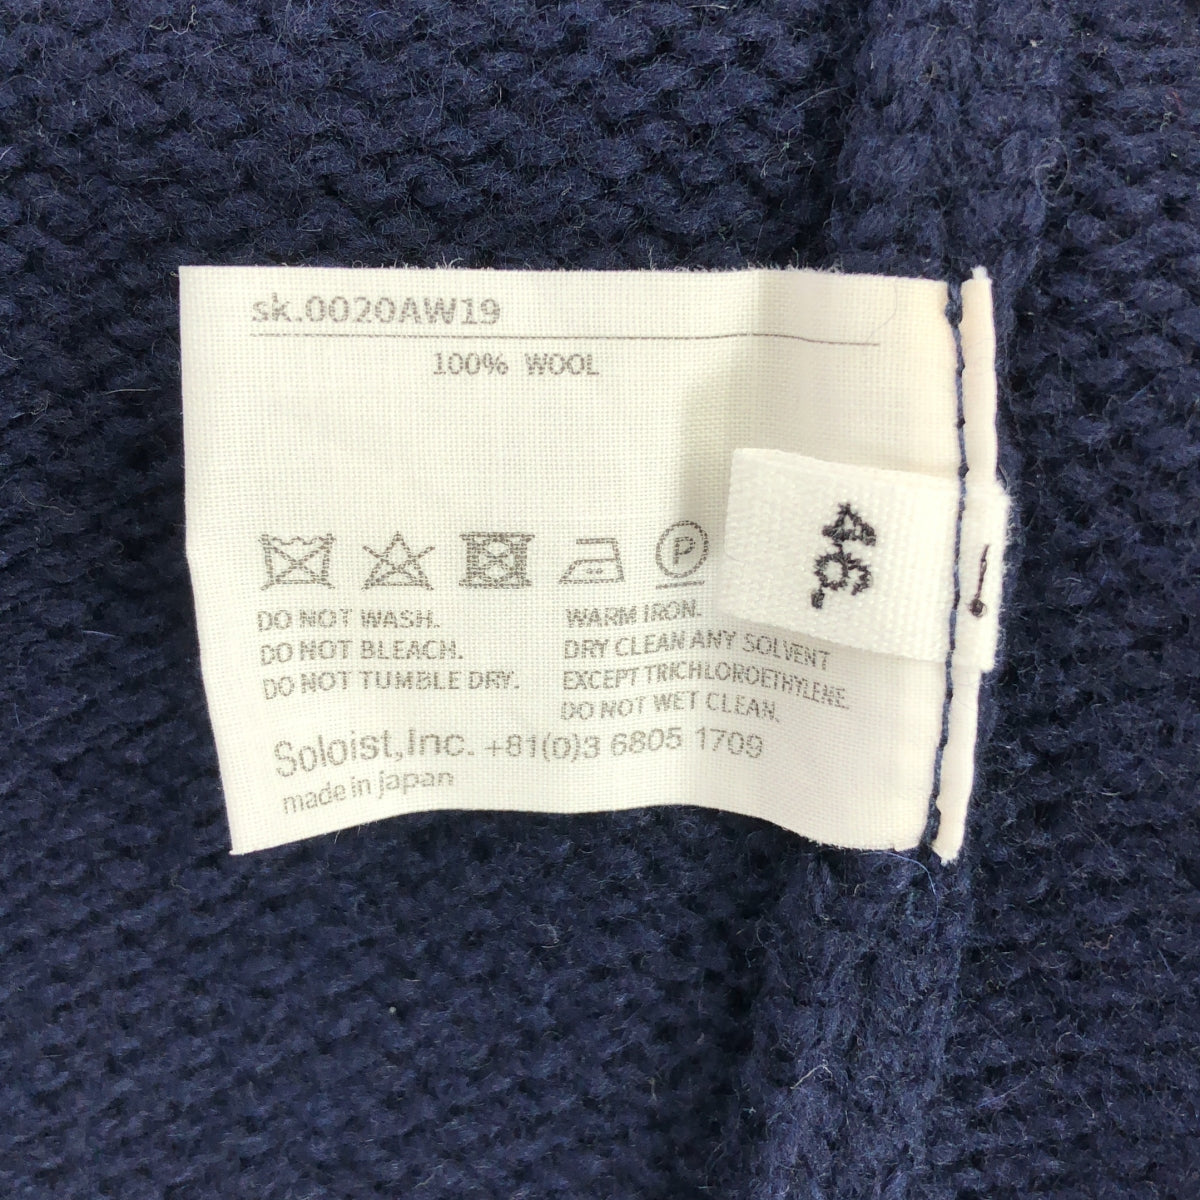 sk.0020AW19
100% WOOL
P
DO NOT WASH.
DO NOT BLEACH.
DO NOT TUMBLE DRY.
WARM IRON.
DRY CLEAN ANY SOLVENT
EXCEPT TRICHLOROETHYLENE.
DO NOT WET CLEAN.
Soloist,Inc. +81(0)3 6805 1709
made in japan
46.